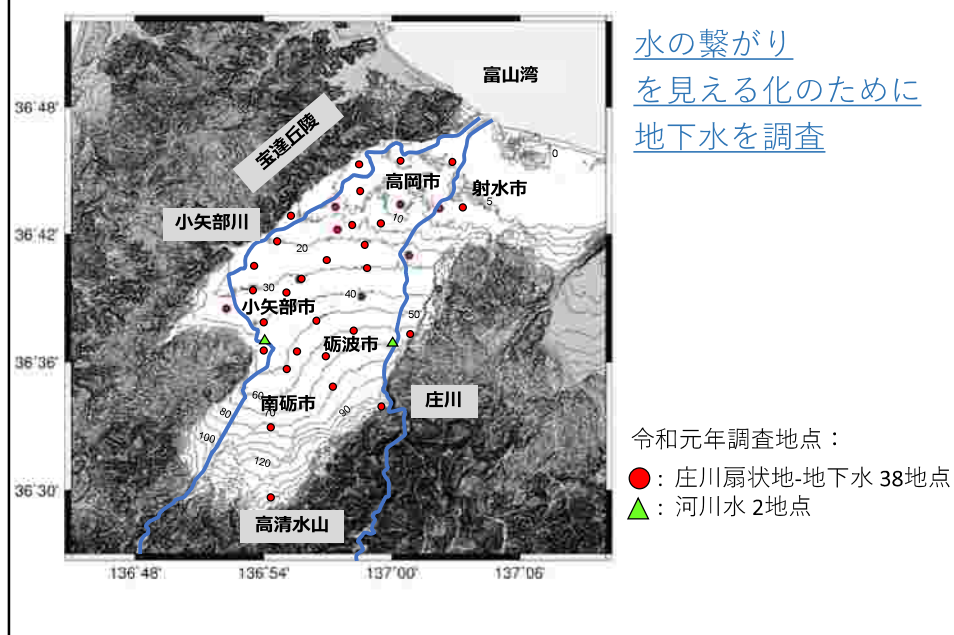 水の繋がり
を見える化のために
地下水を調査
富山湾
36°48'
宝達丘陵
0
高岡市
射水市
5
小矢部川
10
36°42'
20
30
40
小矢部市
50
砺波市
36°36'
60
南砺市
70
80
90
庄川
100
120
36°30'
高清水山
136°48'
136°54'
137°00'
137°06'
令和元年調査地点：
：庄川扇状地-地下水 38地点
：河川水 2地点